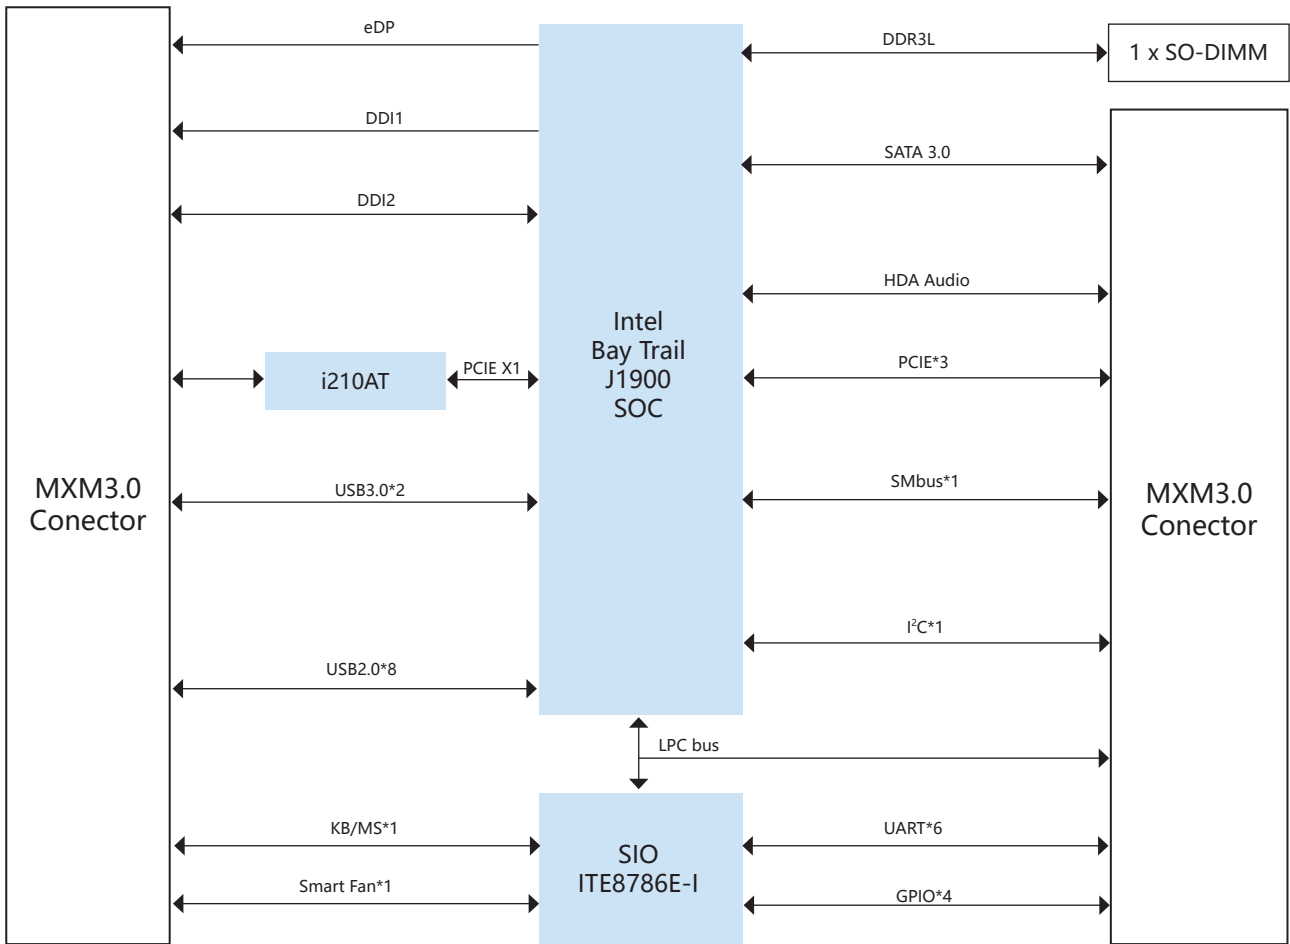 eDP
DDR3L
1 x SO-DIMM
DDI1
SATA 3.0
DDI2
HDA Audio
Intel
Bay Trail
J1900
SOC
i210AT
PCIE X1
PCIE*3
MXM3.0
Conector
USB3.0*2
SMbus*1
MXM3.0
Conector
I²C*1
USB2.0*8
LPC bus
KB/MS*1
UART*6
SIO
ITE8786E-I
Smart Fan*1
GPIO*4